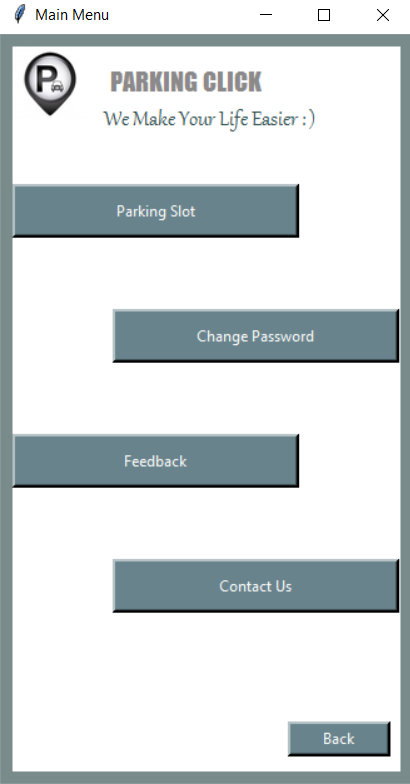 Main Menu
P
PARKING CLICK
We Make Your Life Easier :)
Parking Slot
Change Password
Feedback
Contact Us
Back